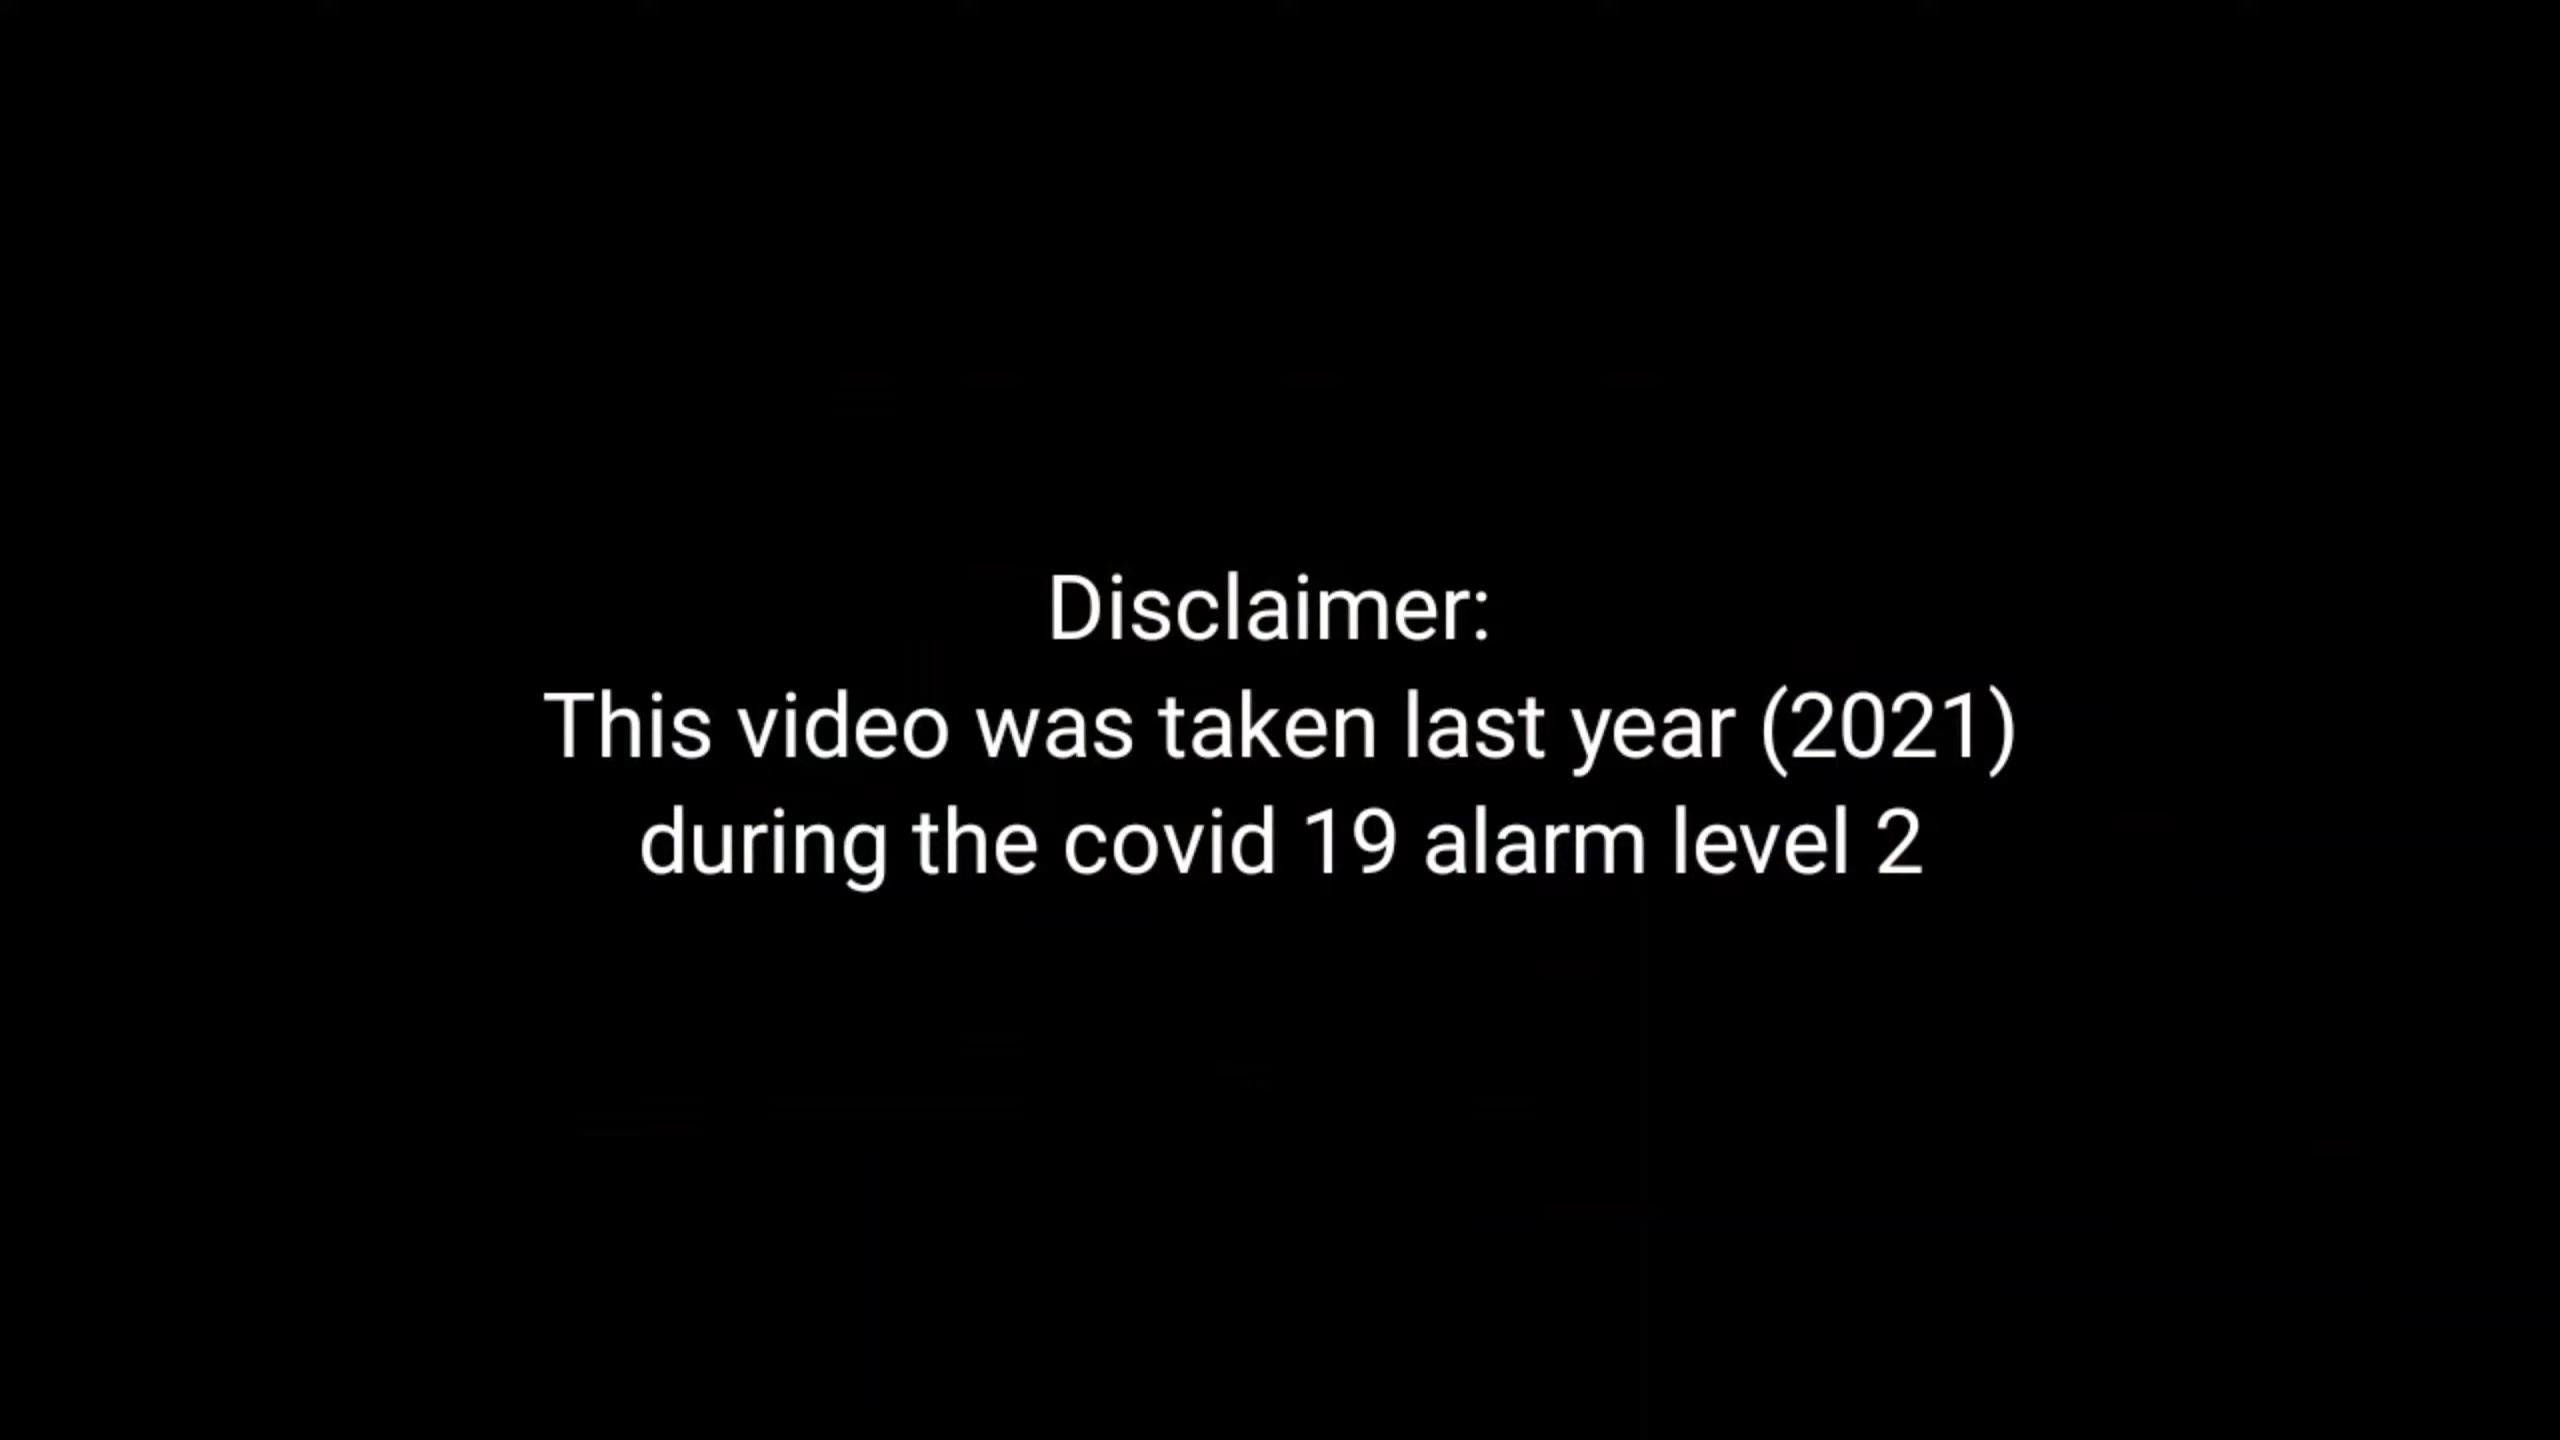 Disclaimer:
This video was taken last year (2021)
during the covid 19 alarm level 2